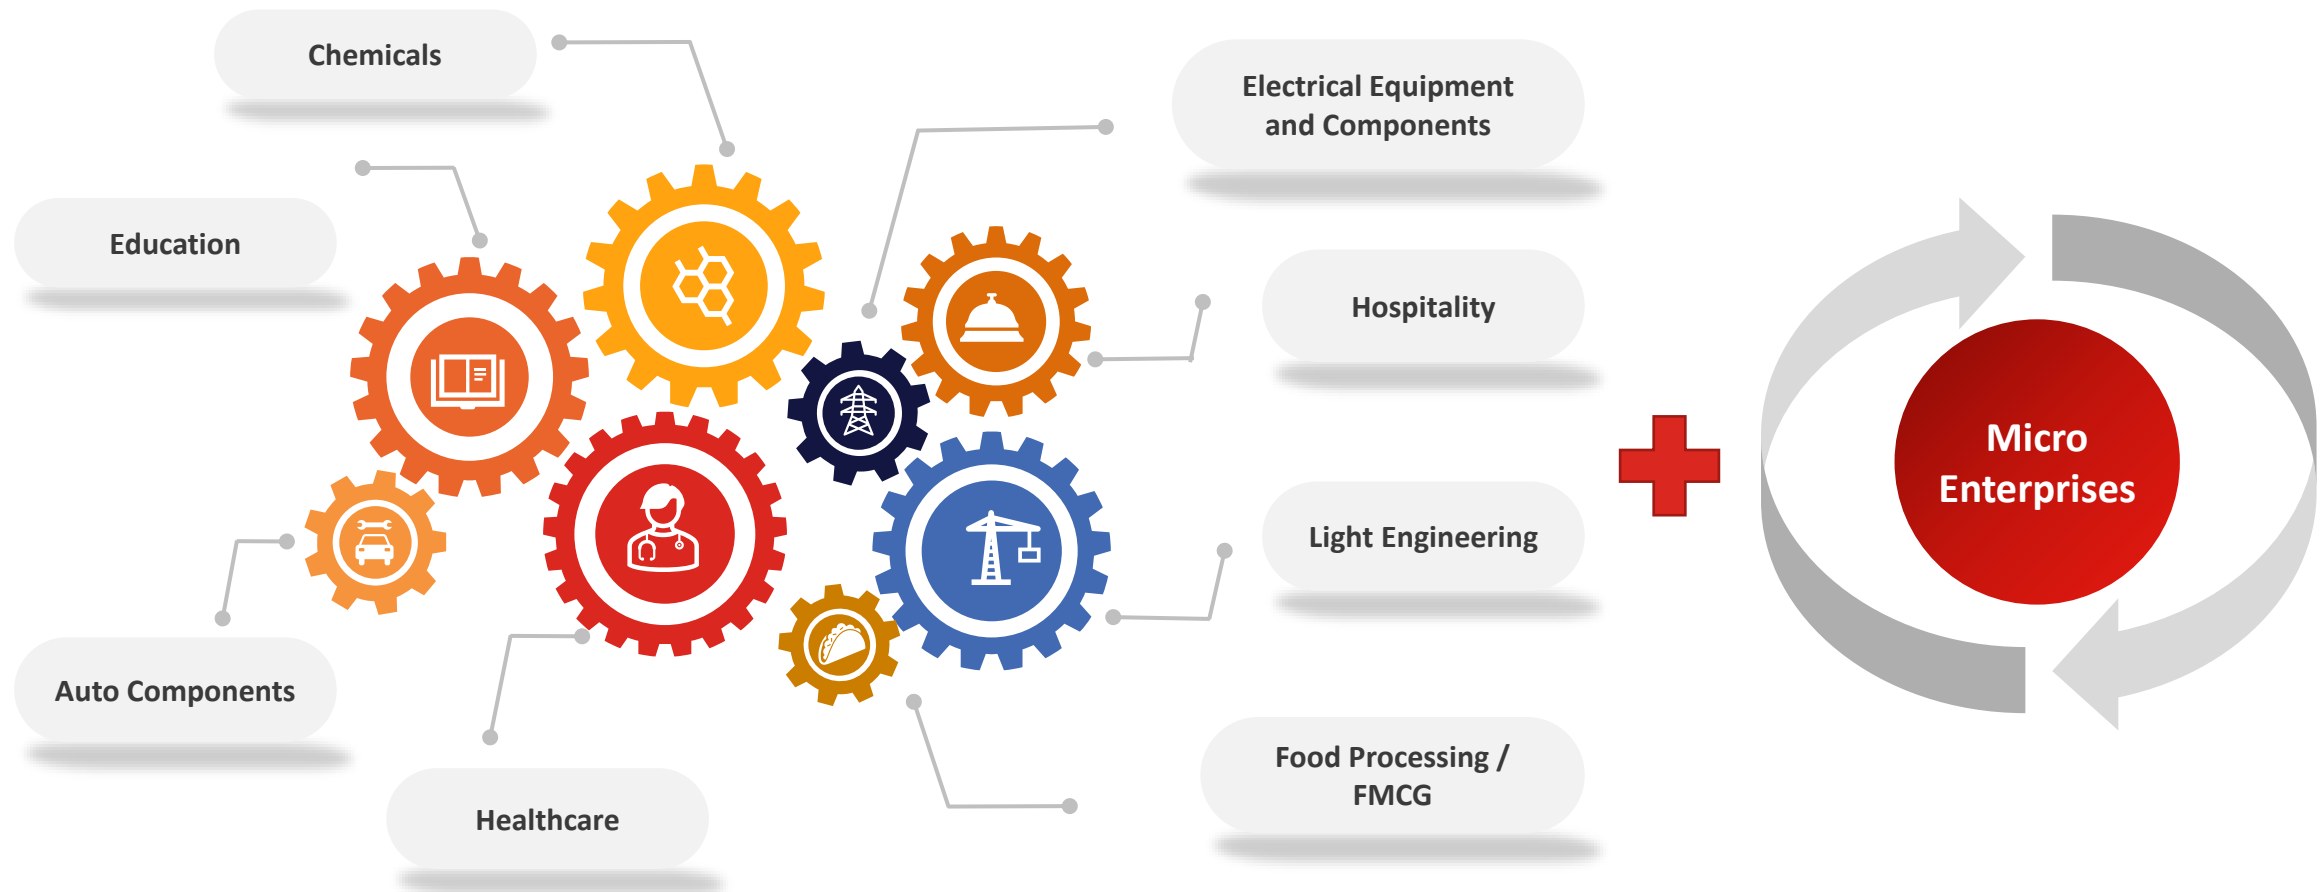 Chemicals
Education
Auto Components
Healthcare
Electrical Equipment
and Components
Hospitality
Light Engineering
Food Processing /
FMCG
Micro
Enterprises